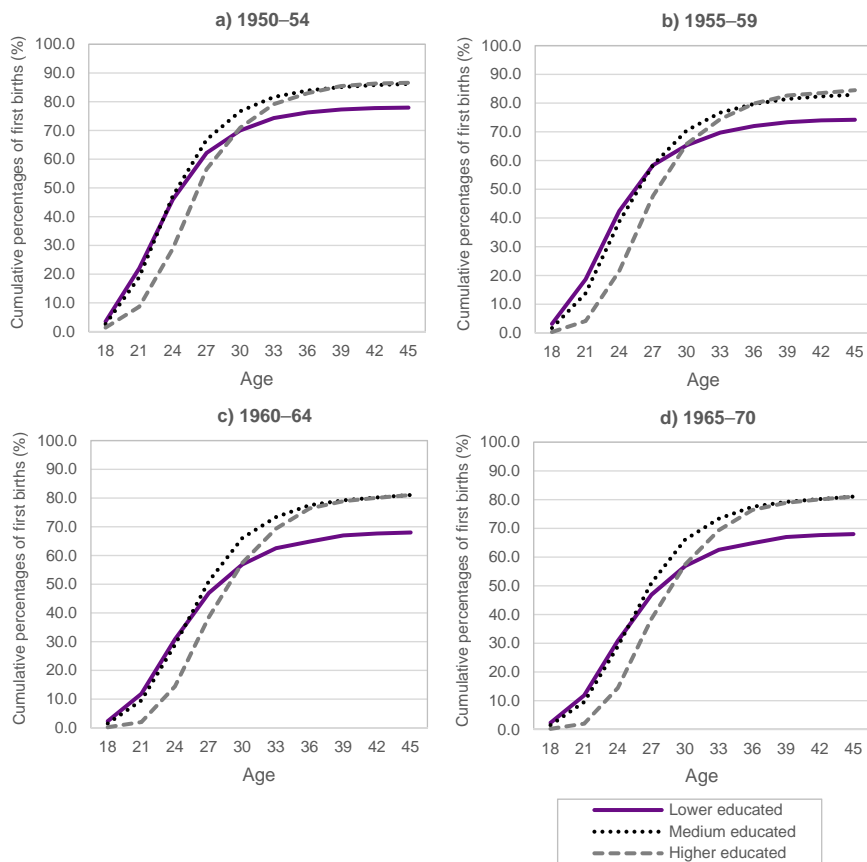 a) 1950–54
Cumulative percentages of first births (%)
100.0
90.0
80.0
70.0
60.0
50.0
40.0
30.0
20.0
10.0
0.0
18 21 24 27 30 33 36 39 42 45
Age
b) 1955–59
Cumulative percentages of first births (%)
100.0
90.0
80.0
70.0
60.0
50.0
40.0
30.0
20.0
10.0
0.0
18 21 24 27 30 33 36 39 42 45
Age
c) 1960–64
Cumulative percentages of first births (%)
100.0
90.0
80.0
70.0
60.0
50.0
40.0
30.0
20.0
10.0
0.0
18 21 24 27 30 33 36 39 42 45
Age
d) 1965–70
Cumulative percentages of first births (%)
100.0
90.0
80.0
70.0
60.0
50.0
40.0
30.0
20.0
10.0
0.0
18 21 24 27 30 33 36 39 42 45
Age
Lower educated
Medium educated
Higher educated